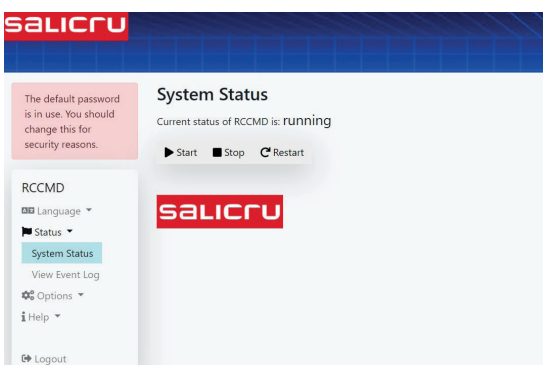 salicru
The default password
is in use. You should
change this for
security reasons.
System Status
Current status of RCCMD is: running
Start Stop Restart
RCCMD
Language
Status
System Status
View Event Log
Options
Help
Logout
salicru